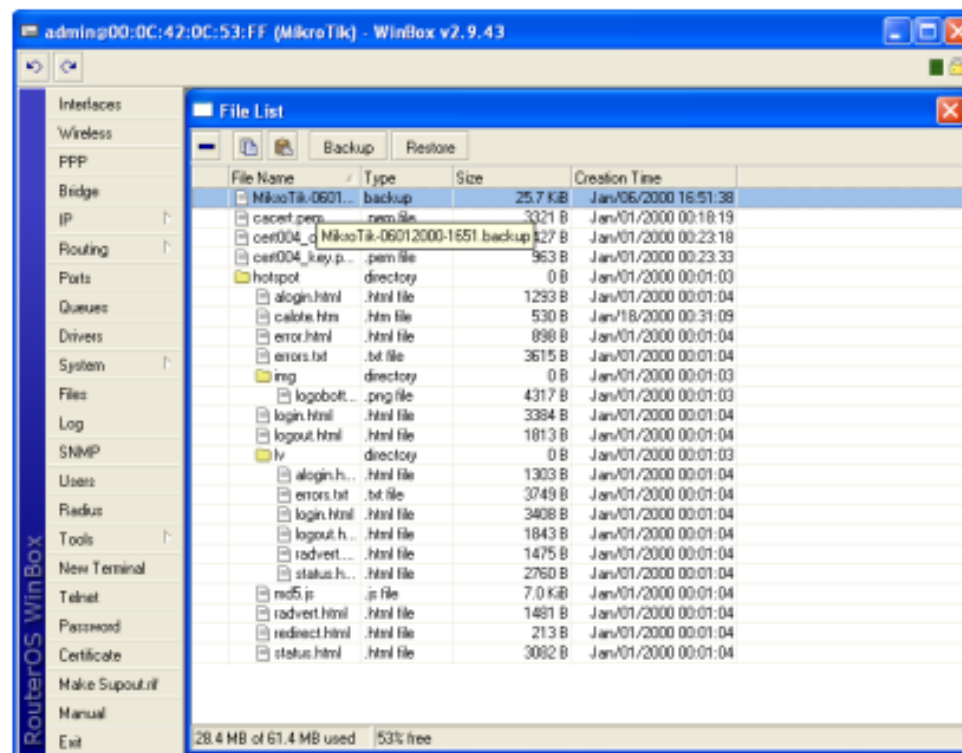 admin@00:0C:42:0C:53:FF (MikroTik) - WinBox v2.9.43
Interfaces
Wireless
PPP
Bridge
IP
Routing
Ports
Queues
Drivers
System
Files
Log
SNMP
Users
Radius
Tools
New Terminal
Telnet
Password
Certificate
Make Supout.rif
Manual
Exit
RouterOS WinBox
File List
Backup Restore
File Name Type Size Creation Time
MikroTik-0601... backup 25.7 KiB Jan/06/2000 16:51:38
cacert.pem .pem file 3321 B Jan/01/2000 00:18:19
cert004_ 427 B Jan/01/2000 00:23:18
MikroTik-06012000-1651.backup
cert004_key.p... .pem file 963 B Jan/01/2000 00:23:33
hotspot directory 0 B Jan/01/2000 00:01:03
alogin.html .html file 1293 B Jan/01/2000 00:01:04
calote.htm .htm file 530 B Jan/18/2000 00:31:09
error.html .html file 898 B Jan/01/2000 00:01:04
errors.txt .txt file 3615 B Jan/01/2000 00:01:04
img directory 0 B Jan/01/2000 00:01:03
logobott... .png file 4317 B Jan/01/2000 00:01:03
login.html .html file 3384 B Jan/01/2000 00:01:04
logout.html .html file 1813 B Jan/01/2000 00:01:04
lv directory 0 B Jan/01/2000 00:01:03
alogin.h... .html file 1303 B Jan/01/2000 00:01:04
errors.txt .txt file 3749 B Jan/01/2000 00:01:04
login.html .html file 3408 B Jan/01/2000 00:01:04
logout.h... .html file 1843 B Jan/01/2000 00:01:04
radvert.... .html file 1475 B Jan/01/2000 00:01:04
status.h... .html file 2760 B Jan/01/2000 00:01:04
md5.js .js file 7.0 KiB Jan/01/2000 00:01:04
radvert.html .html file 1481 B Jan/01/2000 00:01:04
redirect.html .html file 213 B Jan/01/2000 00:01:04
status.html .html file 3082 B Jan/01/2000 00:01:04
28.4 MB of 61.4 MB used 53% free